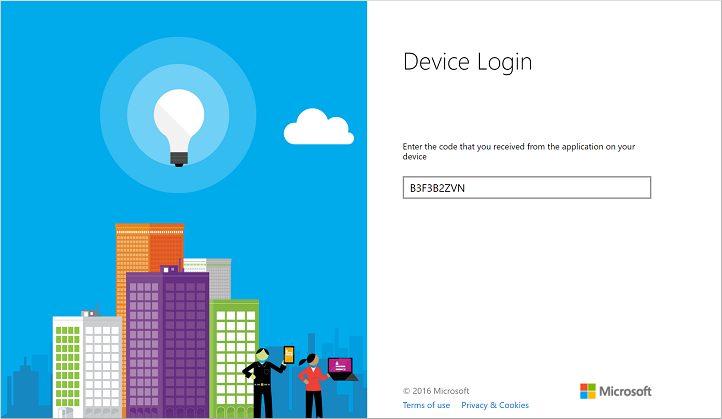 Device Login
Enter the code that you received from the application on your
device
B3F3B2ZVN
© 2016 Microsoft
Terms of use Privacy & Cookies
Microsoft